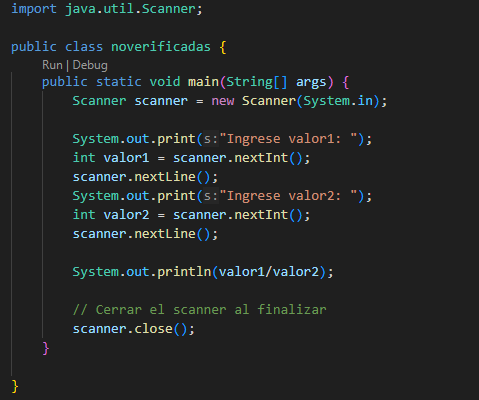 import java.util.Scanner;
public class noverificadas {
Run | Debug
public static void main(String[] args) {
Scanner scanner = new Scanner(System.in);
System.out.print(s:"Ingrese valor1: ");
int valor1 = scanner.nextInt();
scanner.nextLine();
System.out.print(s:"Ingrese valor2: ");
int valor2 = scanner.nextInt();
scanner.nextLine();
System.out.println(valor1/valor2);
// Cerrar el scanner al finalizar
scanner.close();
}
}